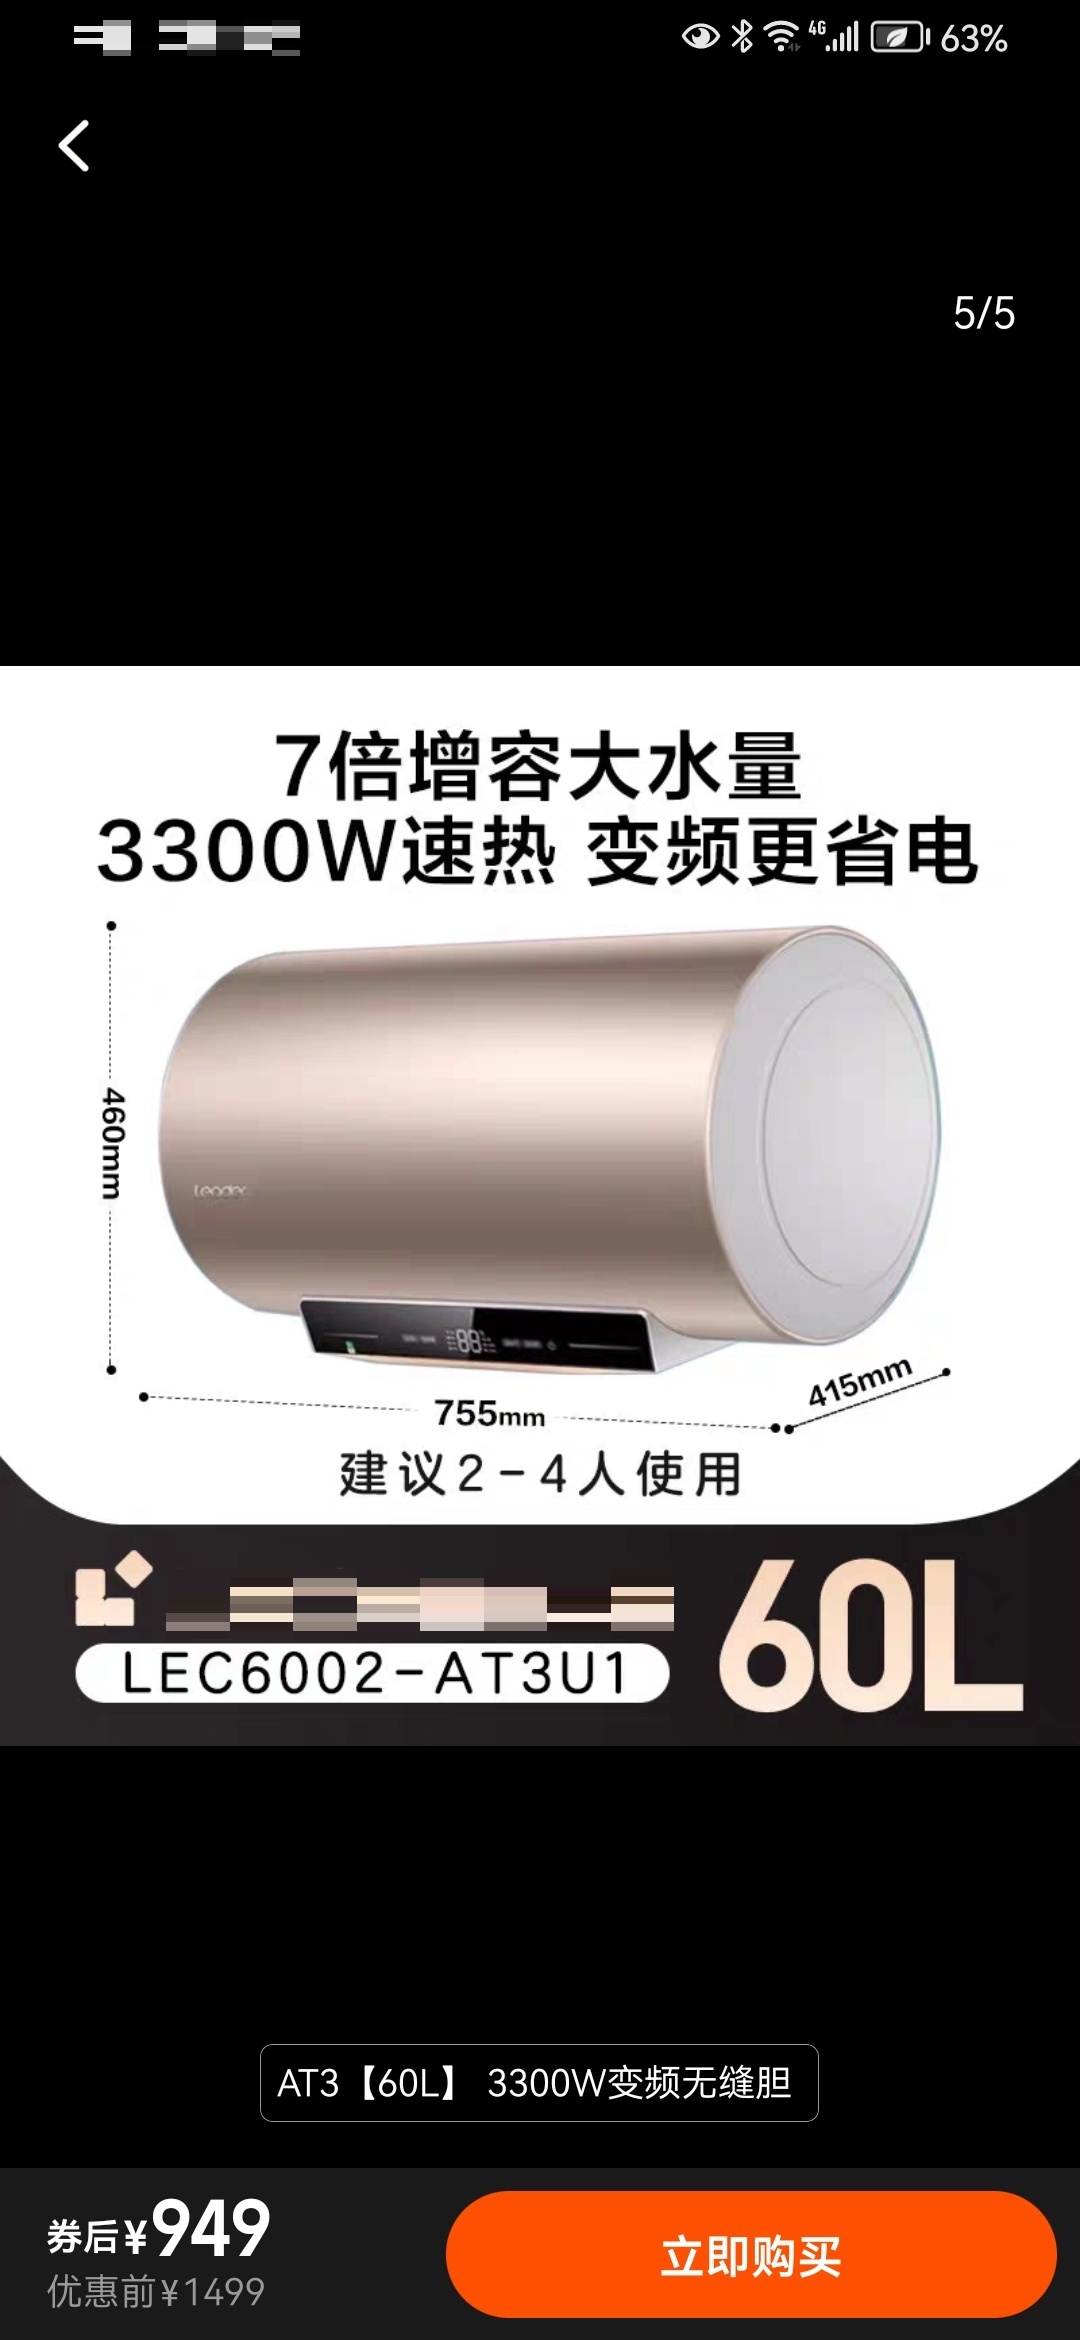 4G 63%
5/5
7倍增容大水量
3300W速热 变频更省电
460mm
Leader
88
755mm
415mm
建议2-4人使用
LEC6002-AT3U1
60L
AT3【60L】 3300W变频无缝胆
券后¥949
优惠前¥1499
立即购买